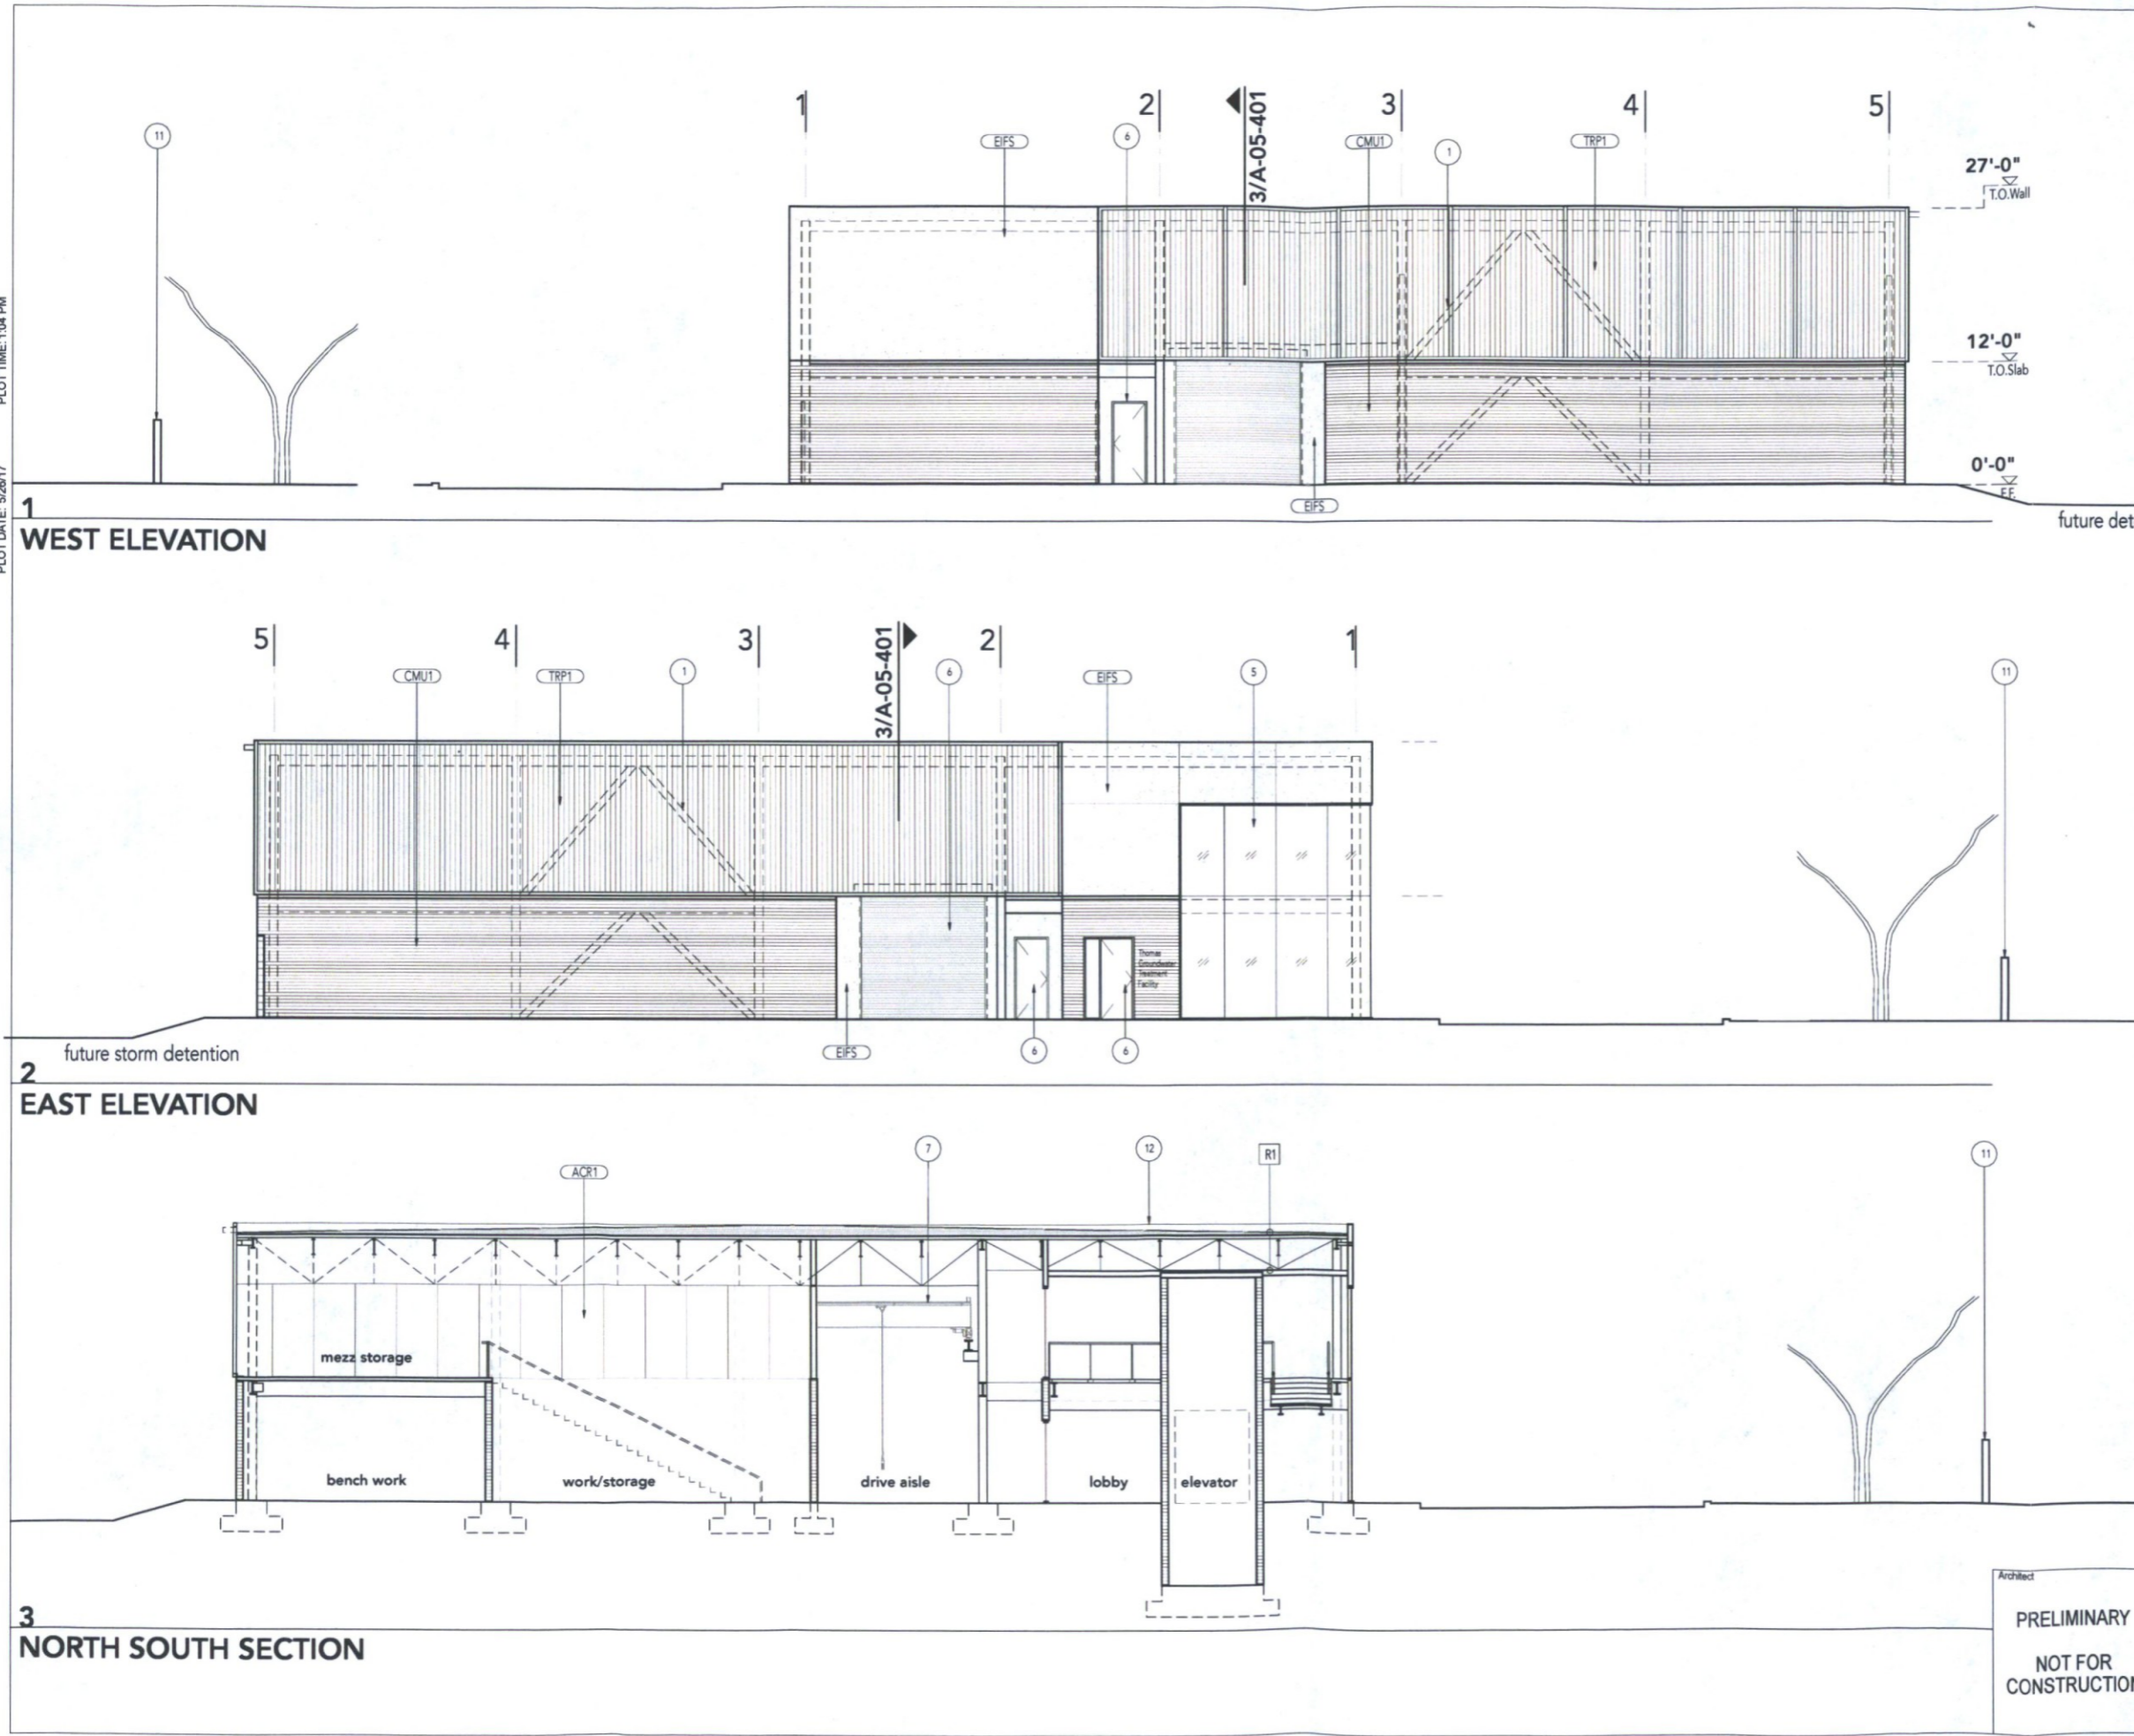 PLOT DATE: 5/26/17 PLOT TIME: 1:04 PM
1 2 3/A-05-401 3 4 5
11 EIFS 6 CMU1 1 TRP1
27'-0"
T.O.Wall
12'-0"
T.O.Slab
0'-0"
F.F.
EIFS
future det
1
WEST ELEVATION
5 4 3 3/A-05-401 2 1
CMU1 TRP1 1 6 EIFS 5 11
Thomas
Groundwater
Treatment
Facility
future storm detention
EIFS 6 6
2
EAST ELEVATION
ACR1 7 12 R1 11
mezz storage
bench work
work/storage
drive aisle
lobby
elevator
3
NORTH SOUTH SECTION
Architect
PRELIMINARY
NOT FOR
CONSTRUCTION